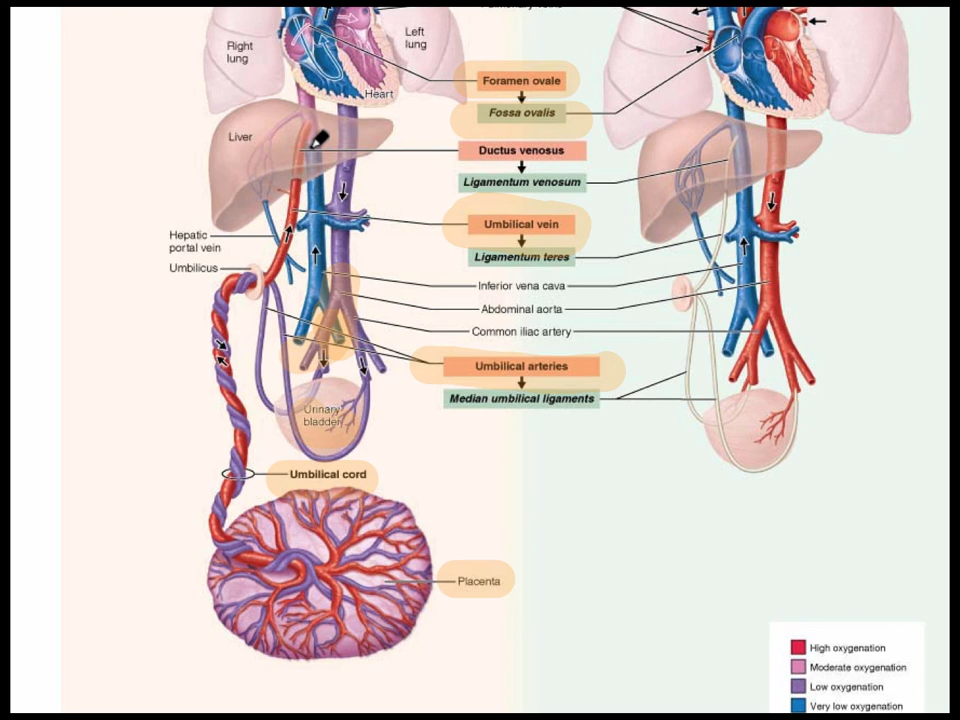 Right
lung
Left
lung
Heart
Foramen ovale
Fossa ovalis
Liver
Ductus venosus
Ligamentum venosum
Umbilical vein
Ligamentum teres
Hepatic
portal vein
Umbilicus
Inferior vena cava
Abdominal aorta
Common iliac artery
Umbilical arteries
Median umbilical ligaments
Urinary
bladder
Umbilical cord
Placenta
High oxygenation
Moderate oxygenation
Low oxygenation
Very low oxygenation